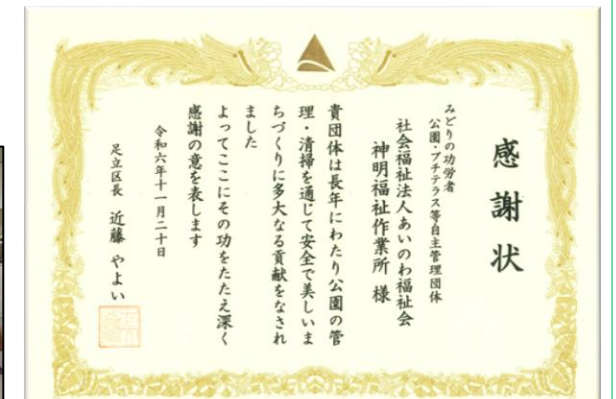 感謝状
みどりの功労者
公園・プチテラス等自主管理団体
社会福祉法人あいのわ福祉会
神明福祉作業所 様
貴団体は長年にわたり公園の管
理・清掃を通じて安全で美しいま
ちづくりに多大なる貢献をなされ
ました
よってここにその功をたたえ深く
感謝の意を表します
令和六年十一月二十日
足立区長 近藤 やよい